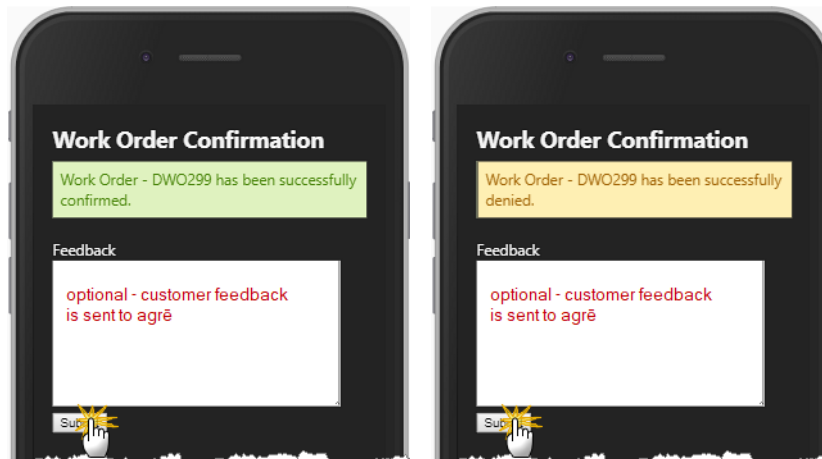 Work Order Confirmation
Work Order - DWO299 has been successfully
confirmed.
Feedback
optional - customer feedback
is sent to agrē
Work Order Confirmation
Work Order - DWO299 has been successfully
denied.
Feedback
optional - customer feedback
is sent to agrē